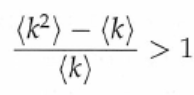 ⟨k²⟩ − ⟨k⟩ / ⟨k⟩ > 1